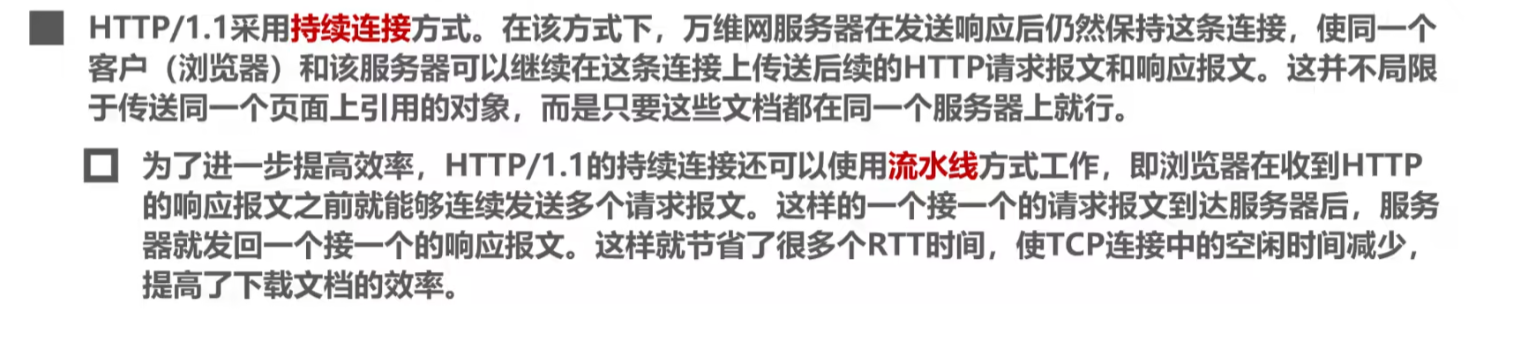 HTTP/1.1采用持续连接方式。在该方式下，万维网服务器在发送响应后仍然保持这条连接，使同一个
客户（浏览器）和该服务器可以继续在这条连接上传送后续的HTTP请求报文和响应报文。这并不局限
于传送同一个页面上引用的对象，而是只要这些文档都在同一个服务器上就行。
为了进一步提高效率，HTTP/1.1的持续连接还可以使用流水线方式工作，即浏览器在收到HTTP
的响应报文之前就能够连续发送多个请求报文。这样的一个接一个的请求报文到达服务器后，服务
器就发回一个接一个的响应报文。这样就节省了很多个RTT时间，使TCP连接中的空闲时间减少，
提高了下载文档的效率。